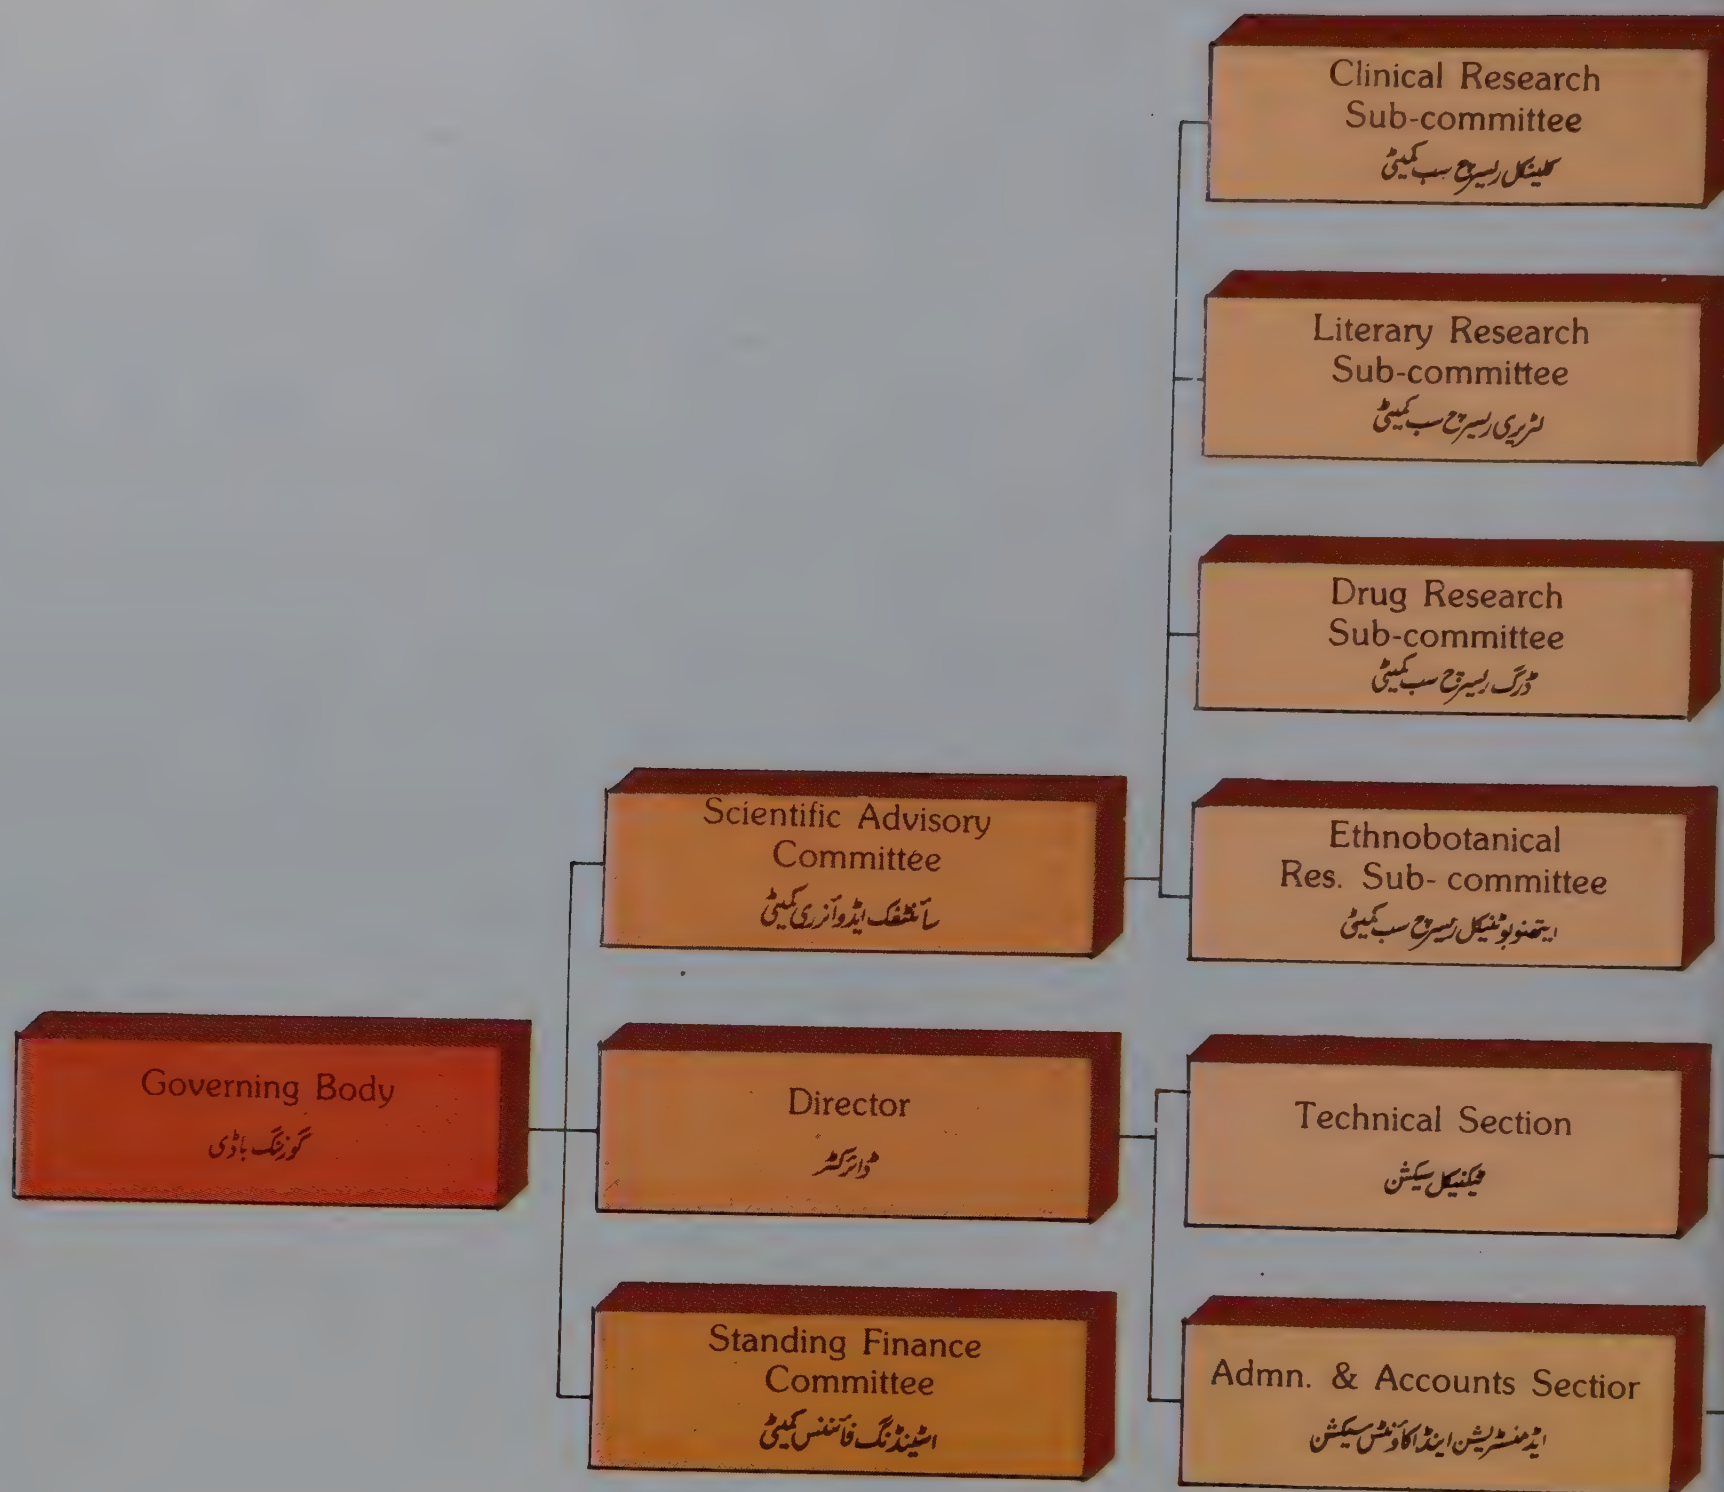 Clinical Research
Sub-committee
کلینکل ریسرچ سب کمیٹی
Literary Research
Sub-committee
لٹریری ریسرچ سب کمیٹی
Drug Research
Sub-committee
ڈرگ ریسرچ سب کمیٹی
Scientific Advisory
Committee
سائنٹفک ایڈوائزری کمیٹی
Ethnobotanical
Res. Sub- committee
ایتھنوبوٹنیکل ریسرچ سب کمیٹی
Governing Body
گورننگ باڈی
Director
ڈائرکٹر
Technical Section
ٹیکنیکل سیکشن
Standing Finance
Committee
اسٹینڈنگ فائننس کمیٹی
Admn. & Accounts Sectior
ایڈمنسٹریشن اینڈ اکاؤنٹس سیکشن